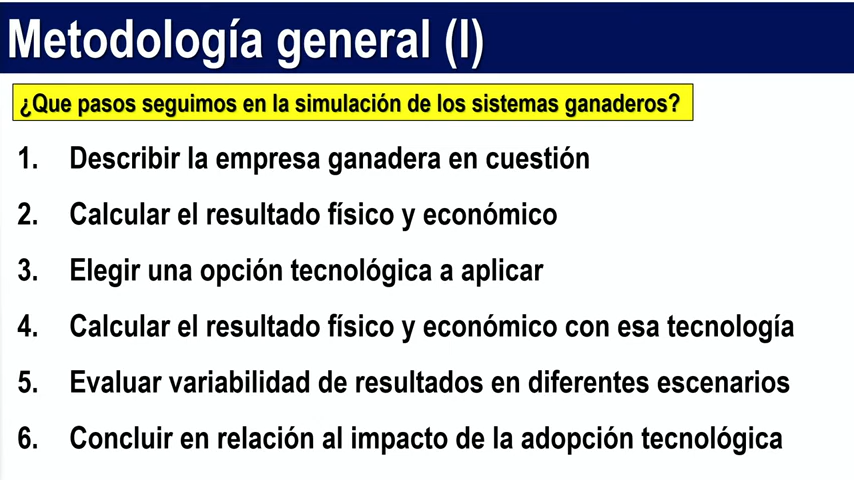 Metodología general (I)
¿Que pasos seguimos en la simulación de los sistemas ganaderos?
1. Describir la empresa ganadera en cuestión
2. Calcular el resultado físico y económico
3. Elegir una opción tecnológica a aplicar
4. Calcular el resultado físico y económico con esa tecnología
5. Evaluar variabilidad de resultados en diferentes escenarios
6. Concluir en relación al impacto de la adopción tecnológica